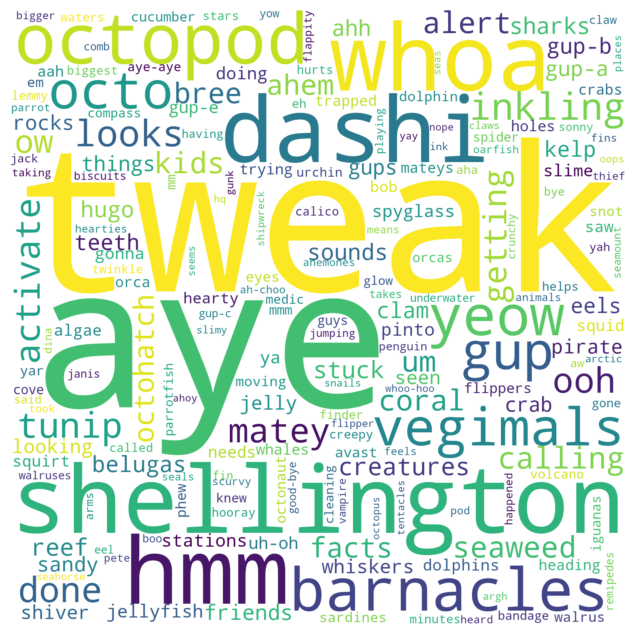 bigger waters cucumber stars yow
octopod
flappity
whoa
alert sharks
claw
comb
biggest
aye-aye
doing
ahh
gup-b
places
aah
em
octo
bree
ahem
eh
trapped
dolphin
seas
gup-a
crabs
lemmy
parrot
compass
gup-e
hurts
playing
yay
nope
ink
inkling
spider
oarfish
holes
sonny
claws
fins
rocks
looks
having
dashi
kelp
oops
ow
jack
taking
things
kids
trying
urchin
gups
mateys
bob
aha
slime
bye
thief
biscuits
mm
gunk
hq
tweak
hearties
hugo
calico
spyglass
orcas
getting
crunchy
snot
saw
yah
seamount
activate
teeth
gonna
twinkle
seems
shipwreck
sounds
means
anemones
orca
hearty
eyes
ah-choo
glow
takes
underwater
helps
animals
aye
octohatch
medic
gup-c
mmm
guys
jumping
clam
yeow
eels
squid
dina
algae
slimy
penguin
pinto
pirate
aw
arctic
yar
ya
stuck
um
gup
ooh
cove
janis
parrotfish
moving
ahoy
snails
whoo-hoo
seen
flippers
gone
said
took
tunip
matey
jelly
finder
flipper
creepy
coral
crab
vegimals
looking
called
needs
whales
avast
feels
calling
squirt
belugas
fin
octonaut
good-bye
cleaning
vampire
creatures
volcano
walruses
arms
phew
seals
scurvy
knew
hooray
octopus
tentacles
pod
happened
iguanas
shellington
eel
boo
stations
uh-oh
reef
pete
facts
seaweed
remipedes
sandy
seahorse
hmm
whiskers
dolphins
heading
done
barnacles
argh
shiver
jellyfish
friends
sardines
minutes
heard
bandage
walrus